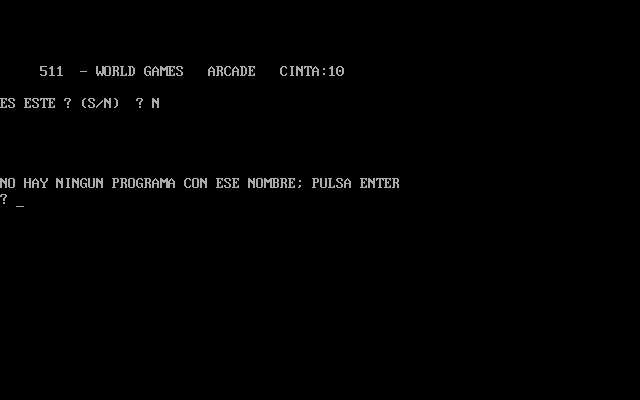 511 - WORLD GAMES ARCADE CINTA:10
ES ESTE ? (S/N) ? N
NO HAY NINGUN PROGRAMA CON ESE NOMBRE; PULSA ENTER
? _